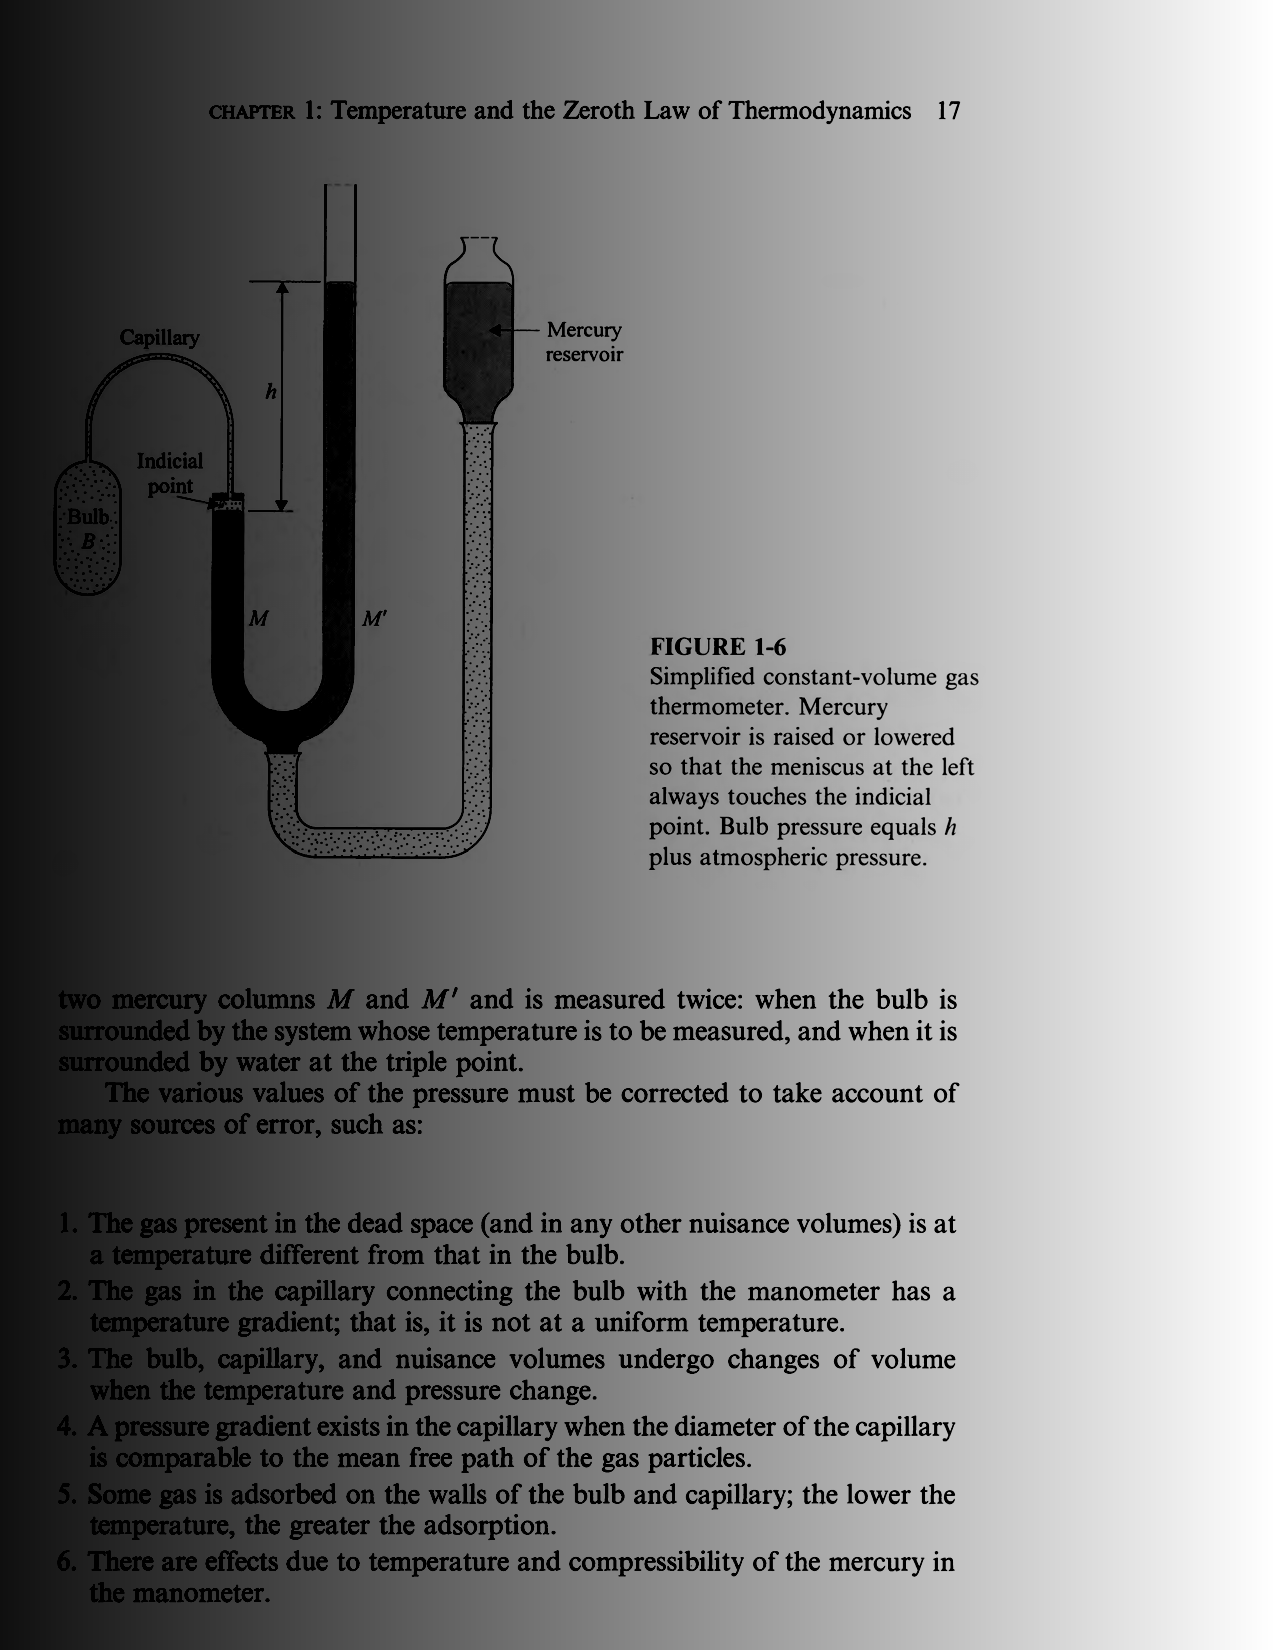 CHAPTER 1: Temperature and the Zeroth Law of Thermodynamics 17
Capillary
h
Mercury
reservoir
Indicial
point
Bulb
B
M
M′
FIGURE 1-6
Simplified constant-volume gas
thermometer. Mercury
reservoir is raised or lowered
so that the meniscus at the left
always touches the indicial
point. Bulb pressure equals h
plus atmospheric pressure.
two mercury columns M and M′ and is measured twice: when the bulb is
surrounded by the system whose temperature is to be measured, and when it is
surrounded by water at the triple point.
The various values of the pressure must be corrected to take account of
many sources of error, such as:
1. The gas present in the dead space (and in any other nuisance volumes) is at
a temperature different from that in the bulb.
2. The gas in the capillary connecting the bulb with the manometer has a
temperature gradient; that is, it is not at a uniform temperature.
3. The bulb, capillary, and nuisance volumes undergo changes of volume
when the temperature and pressure change.
4. A pressure gradient exists in the capillary when the diameter of the capillary
is comparable to the mean free path of the gas particles.
5. Some gas is adsorbed on the walls of the bulb and capillary; the lower the
temperature, the greater the adsorption.
6. There are effects due to temperature and compressibility of the mercury in
the manometer.